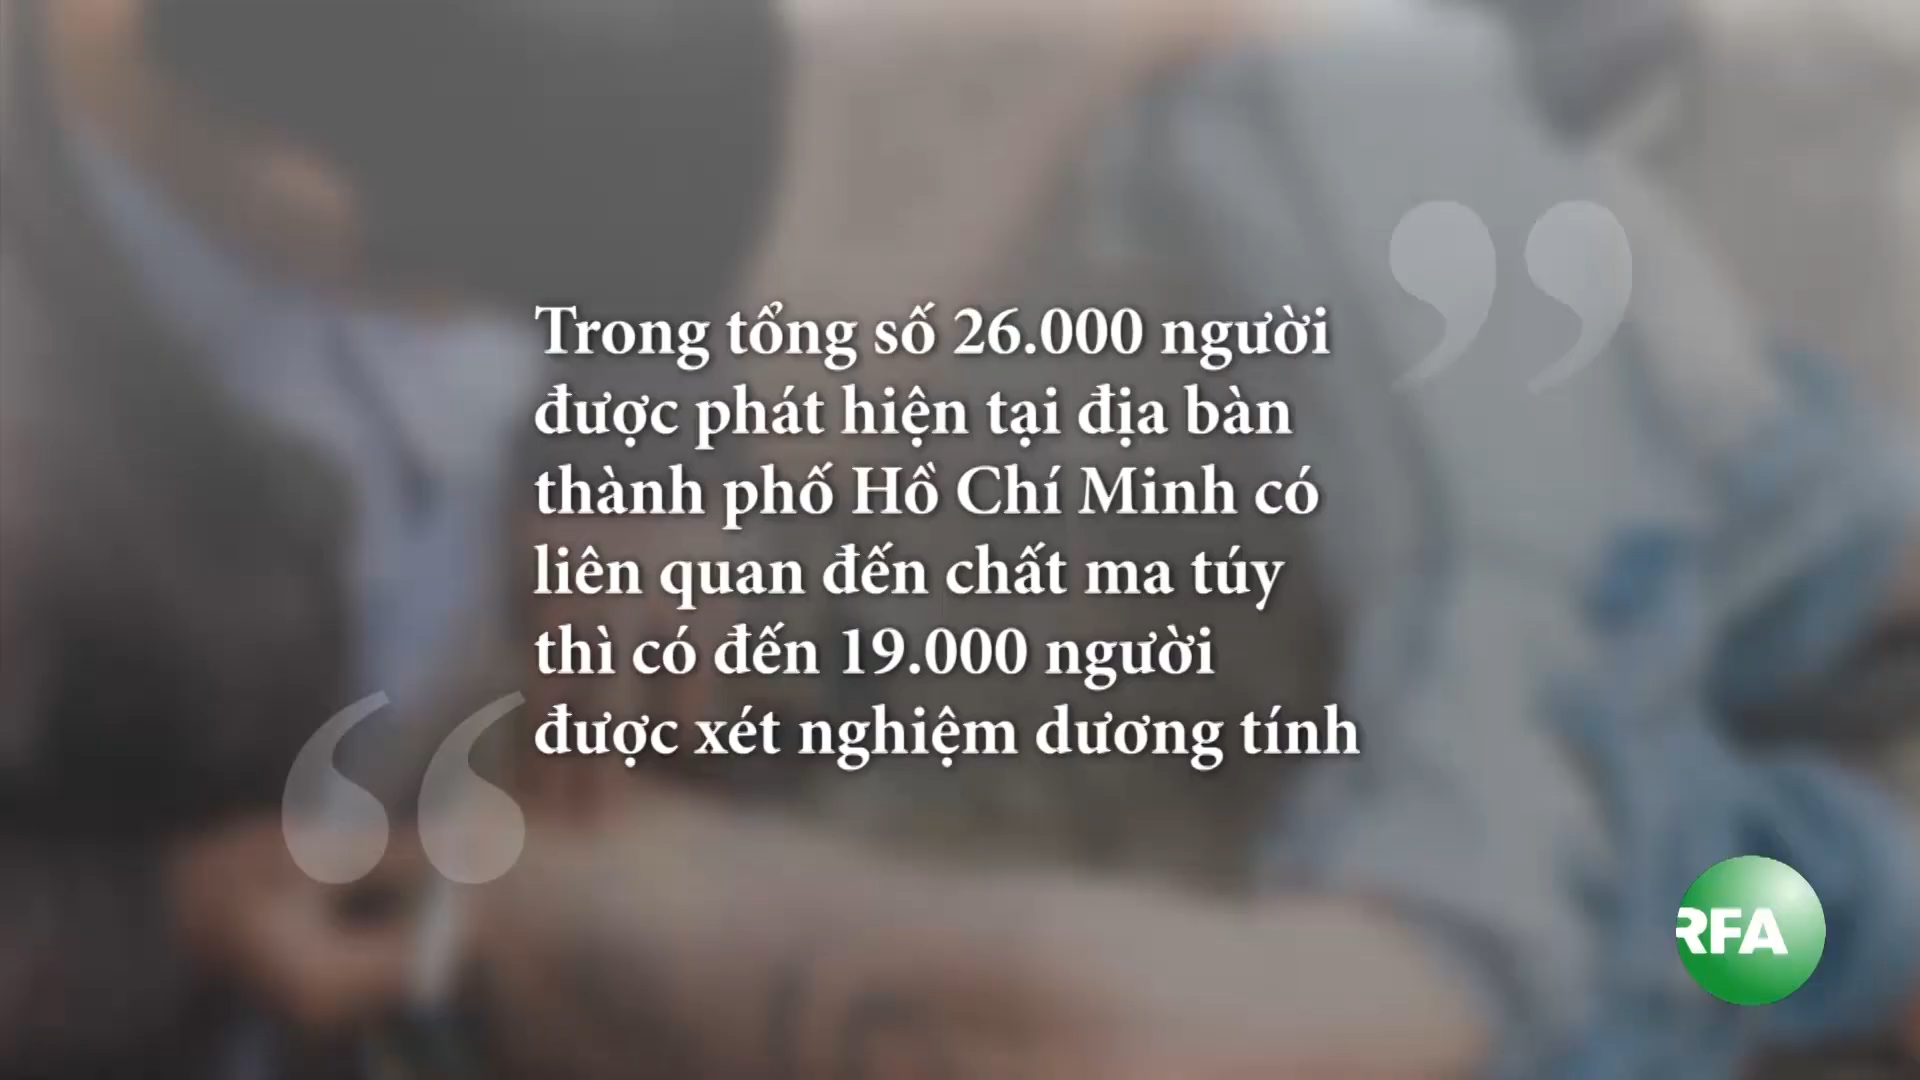 Trong tổng số 26.000 người
được phát hiện tại địa bàn
thành phố Hồ Chí Minh có
liên quan đến chất ma túy
thì có đến 19.000 người
được xét nghiệm dương tính
RFA